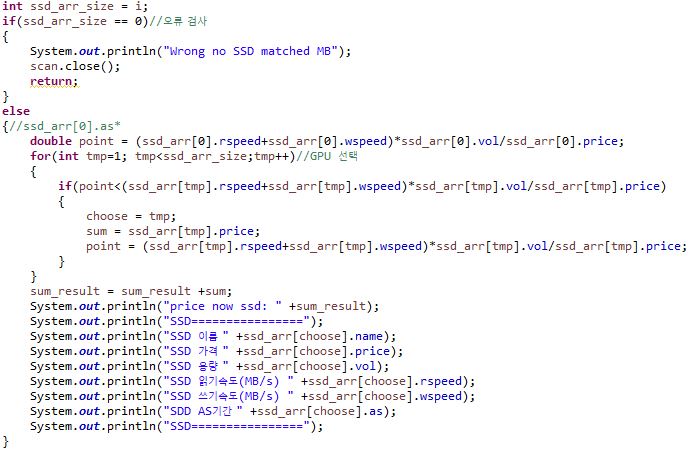 int ssd_arr_size = i;
if(ssd_arr_size == 0)//오류 검사
{
System.out.println("Wrong no SSD matched MB");
scan.close();
return;
}
else
{//ssd_arr[0].as*
double point = (ssd_arr[0].rspeed+ssd_arr[0].wspeed)*ssd_arr[0].vol/ssd_arr[0].price;
for(int tmp=1; tmp<ssd_arr_size;tmp++)//GPU 선택
{
if(point<(ssd_arr[tmp].rspeed+ssd_arr[tmp].wspeed)*ssd_arr[tmp].vol/ssd_arr[tmp].price)
{
choose = tmp;
sum = ssd_arr[tmp].price;
point = (ssd_arr[tmp].rspeed+ssd_arr[tmp].wspeed)*ssd_arr[tmp].vol/ssd_arr[tmp].price;
}
}
sum_result = sum_result +sum;
System.out.println("price now ssd: " +sum_result);
System.out.println("SSD================");
System.out.println("SSD 이름 " +ssd_arr[choose].name);
System.out.println("SSD 가격 " +ssd_arr[choose].price);
System.out.println("SSD 용량 " +ssd_arr[choose].vol);
System.out.println("SSD 읽기속도(MB/s) " +ssd_arr[choose].rspeed);
System.out.println("SSD 쓰기속도(MB/s) " +ssd_arr[choose].wspeed);
System.out.println("SDD AS기간 " +ssd_arr[choose].as);
System.out.println("SSD================");
}